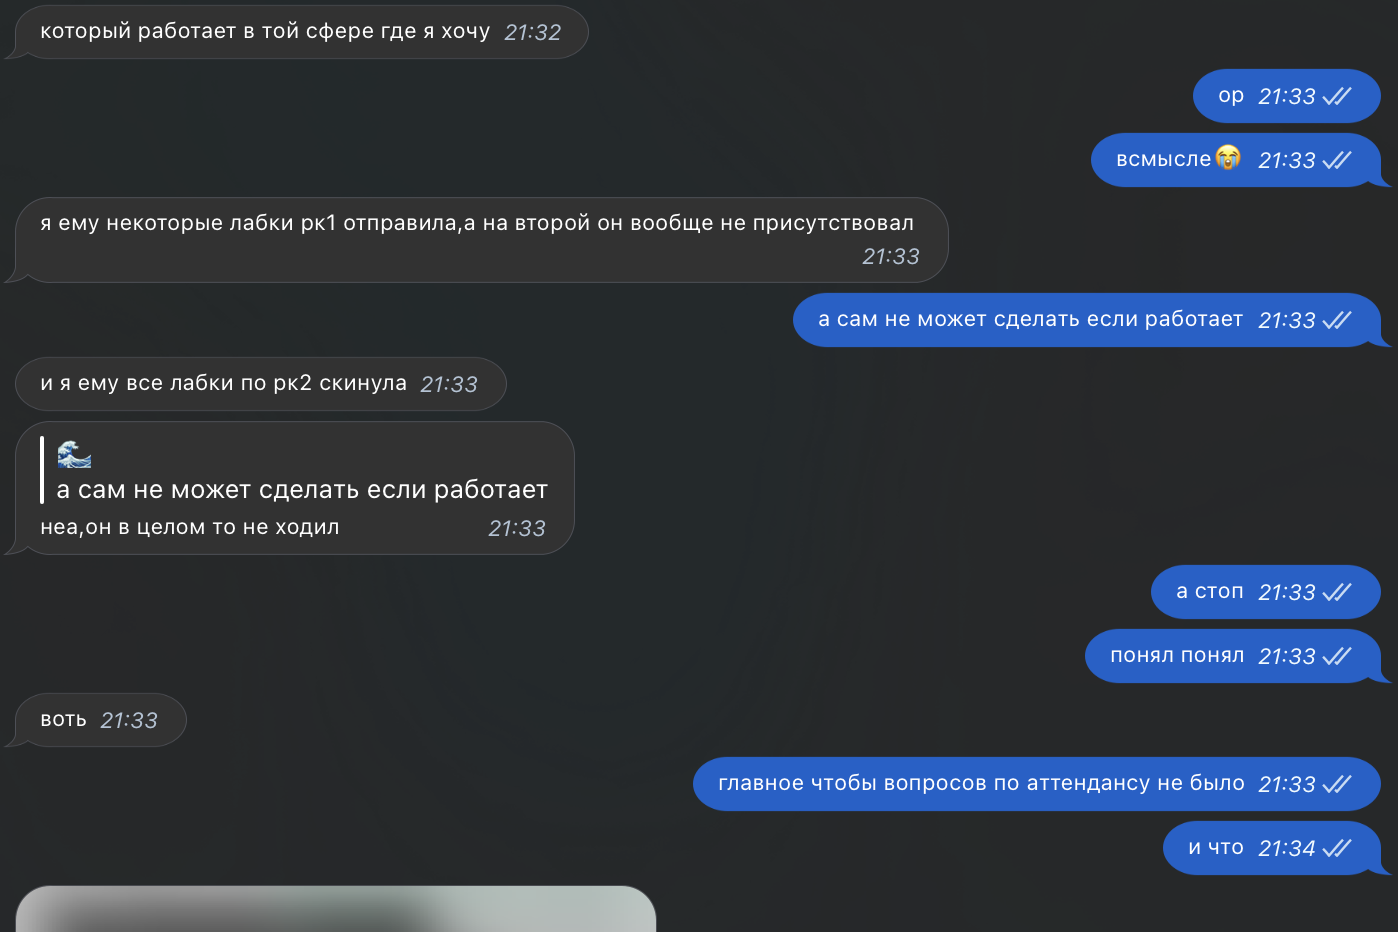 который работает в той сфере где я хочу 21:32
ор 21:33
всмысле😭 21:33
я ему некоторые лабки рк1 отправила,а на второй он вообще не присутствовал
21:33
а сам не может сделать если работает 21:33
и я ему все лабки по рк2 скинула 21:33
🌊
а сам не может сделать если работает
неа,он в целом то не ходил 21:33
а стоп 21:33
понял понял 21:33
воть 21:33
главное чтобы вопросов по аттендансу не было 21:33
и что 21:34